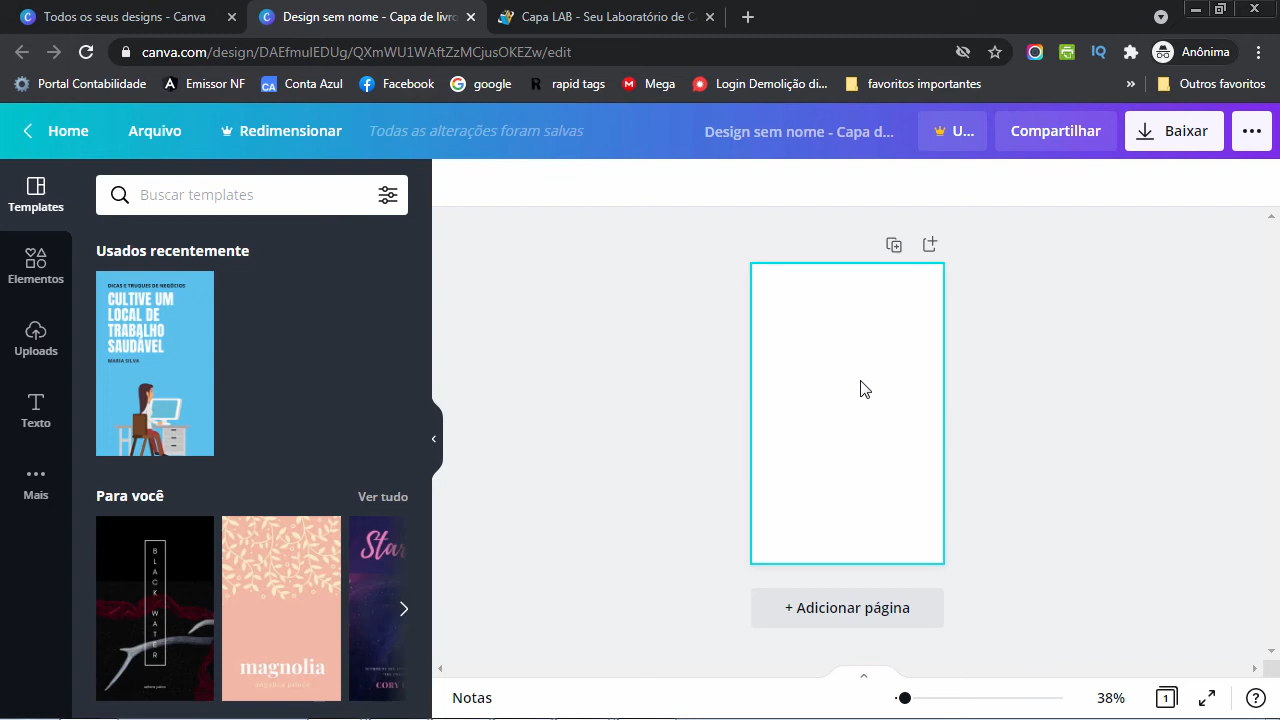 Todos os seus designs - Canva
Design sem nome - Capa de livro
Capa LAB - Seu Laboratório de C
canva.com/design/DAEfmulEDUg/QXmWU1WAftZzMCjusOKEZw/edit
Anônima
Portal Contabilidade
Emissor NF
Conta Azul
Facebook
google
rapid tags
Mega
Login Demolição di...
favoritos importantes
Outros favoritos
Home
Arquivo
Redimensionar
Todas as alterações foram salvas
Design sem nome - Capa d...
U...
Compartilhar
Baixar
Templates
Elementos
Uploads
Texto
Mais
Buscar templates
Usados recentemente
DICAS E TRUQUES DE NEGÓCIOS
CULTIVE UM
LOCAL DE
TRABALHO
SAUDÁVEL
MARIA SILVA
Para você
Ver tudo
BLACK WATER
magnolia
Star
CORY
+ Adicionar página
Notas
38%
1